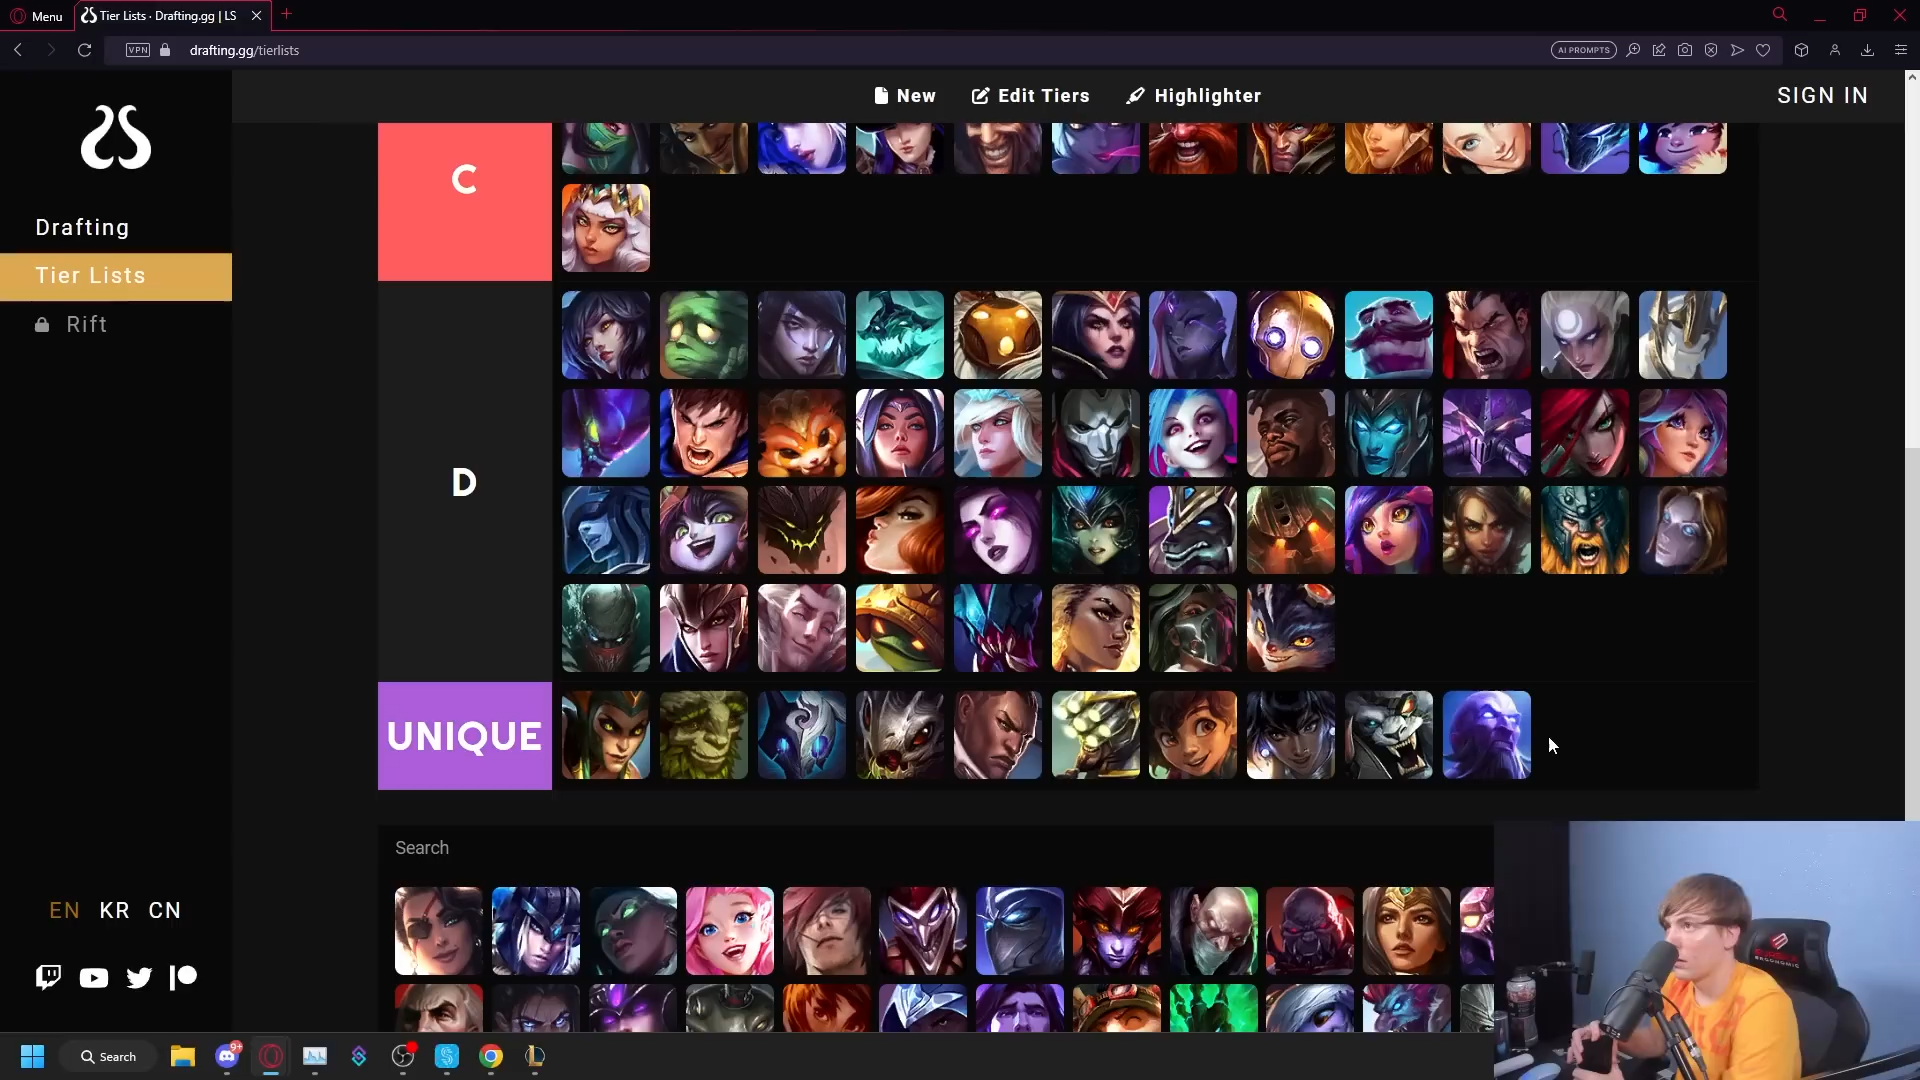 Menu
Tier Lists · Drafting.gg | LS
VPN
drafting.gg/tierlists
AI PROMPTS
New
Edit Tiers
Highlighter
SIGN IN
Drafting
Tier Lists
Rift
C
D
UNIQUE
Search
EN KR CN
9+
Search